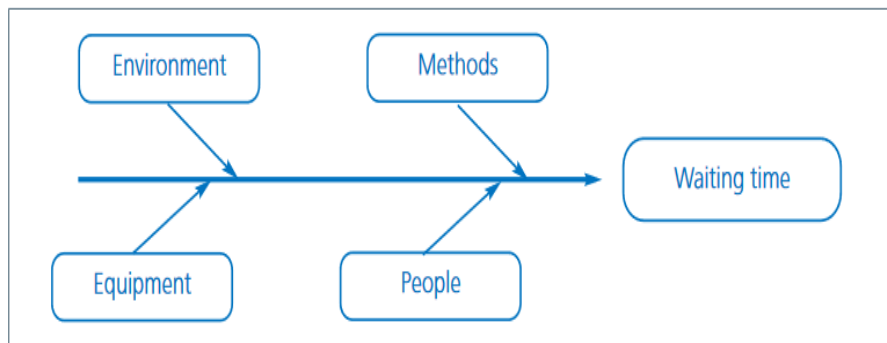 Environment
Methods
Waiting time
Equipment
People